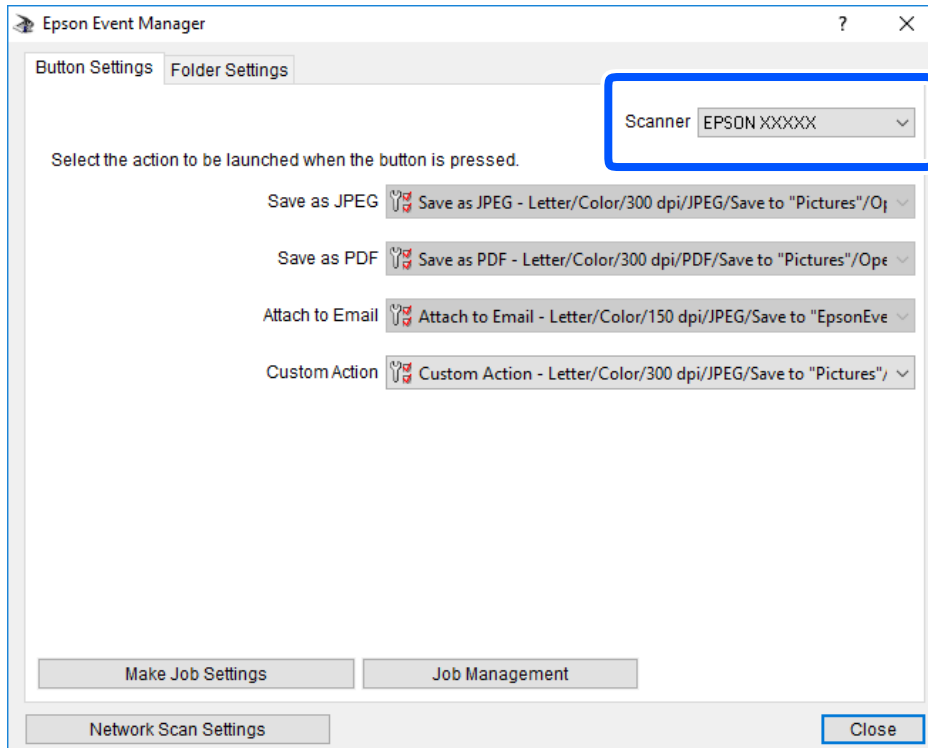 Epson Event Manager
Button Settings Folder Settings
Scanner EPSON XXXXX
Select the action to be launched when the button is pressed.
Save as JPEG Save as JPEG - Letter/Color/300 dpi/JPEG/Save to "Pictures"/Op
Save as PDF Save as PDF - Letter/Color/300 dpi/PDF/Save to "Pictures"/Ope
Attach to Email Attach to Email - Letter/Color/150 dpi/JPEG/Save to "EpsonEve
Custom Action Custom Action - Letter/Color/300 dpi/JPEG/Save to "Pictures"/
Make Job Settings Job Management
Network Scan Settings Close